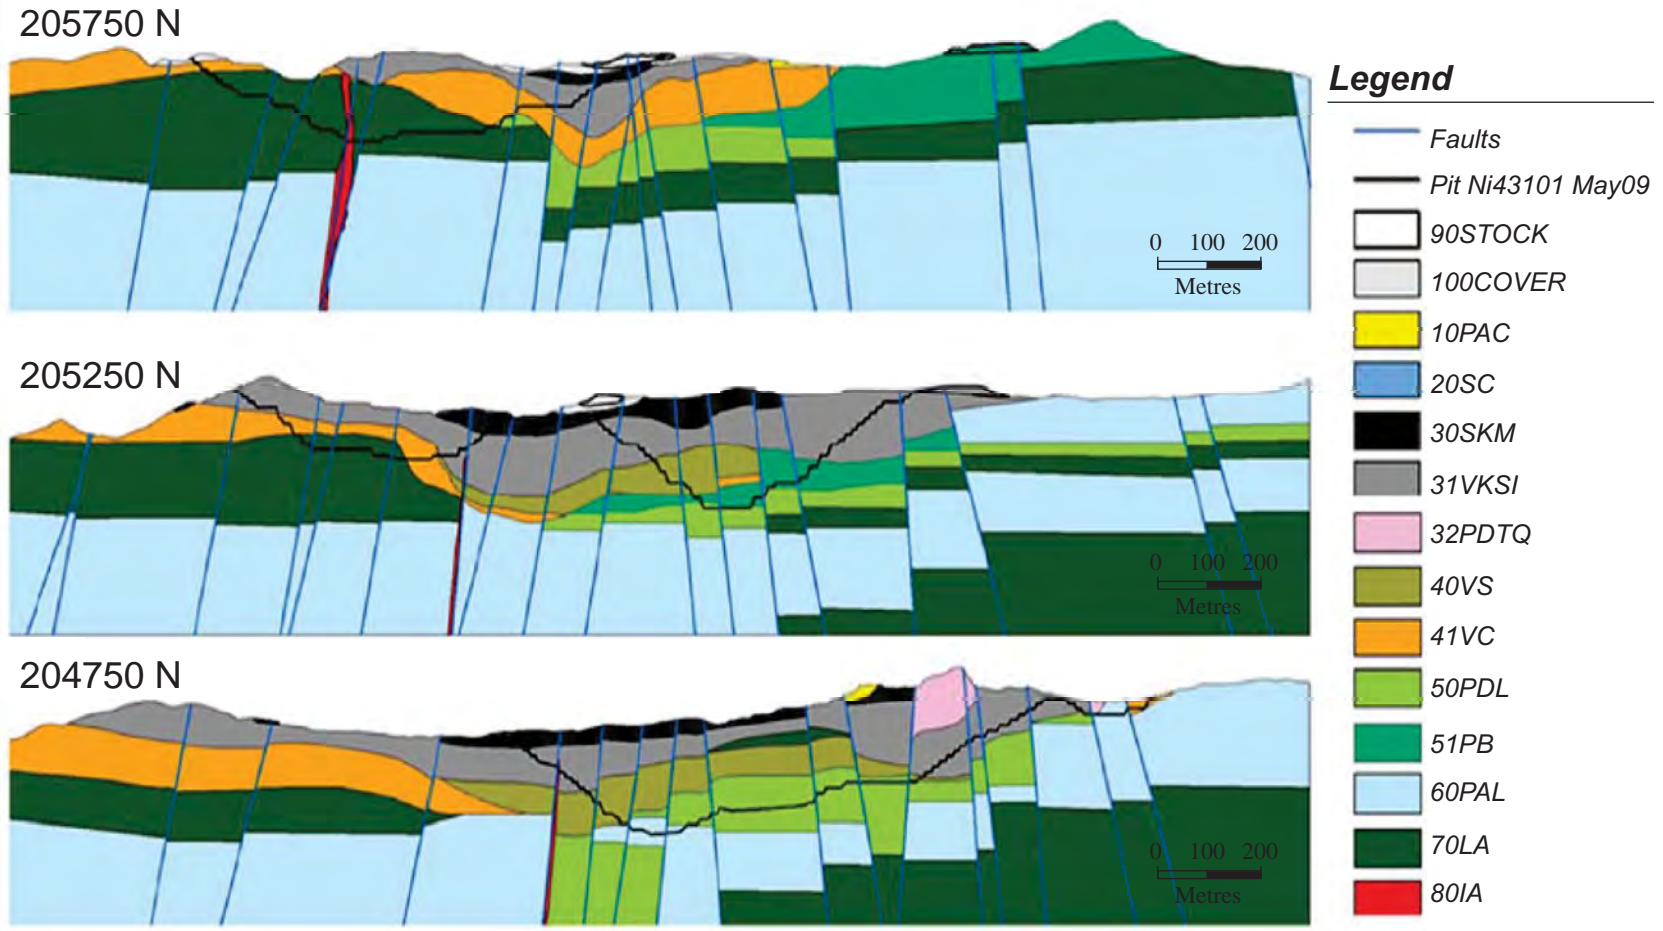 205750 N
0 100 200
Metres
205250 N
0 100 200
Metres
204750 N
0 100 200
Metres
Legend
Faults
Pit Ni43101 May09
90STOCK
100COVER
10PAC
20SC
30SKM
31VKSI
32PDTQ
40VS
41VC
50PDL
51PB
60PAL
70LA
80IA